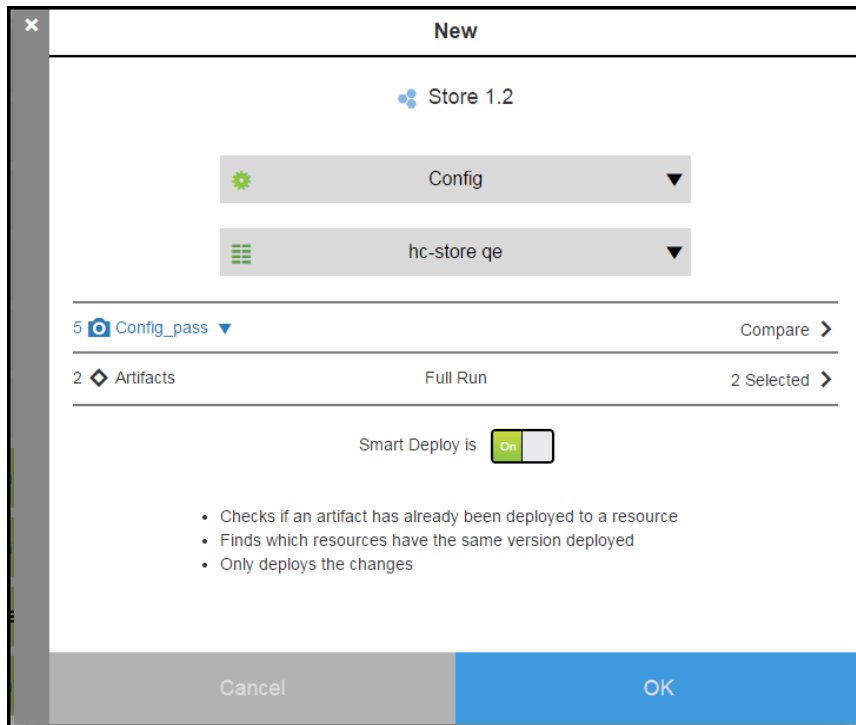 New
Store 1.2
Config
hc-store qe
5 Config_pass Compare
2 Artifacts Full Run 2 Selected
Smart Deploy is On
Checks if an artifact has already been deployed to a resource
Finds which resources have the same version deployed
Only deploys the changes
Cancel OK